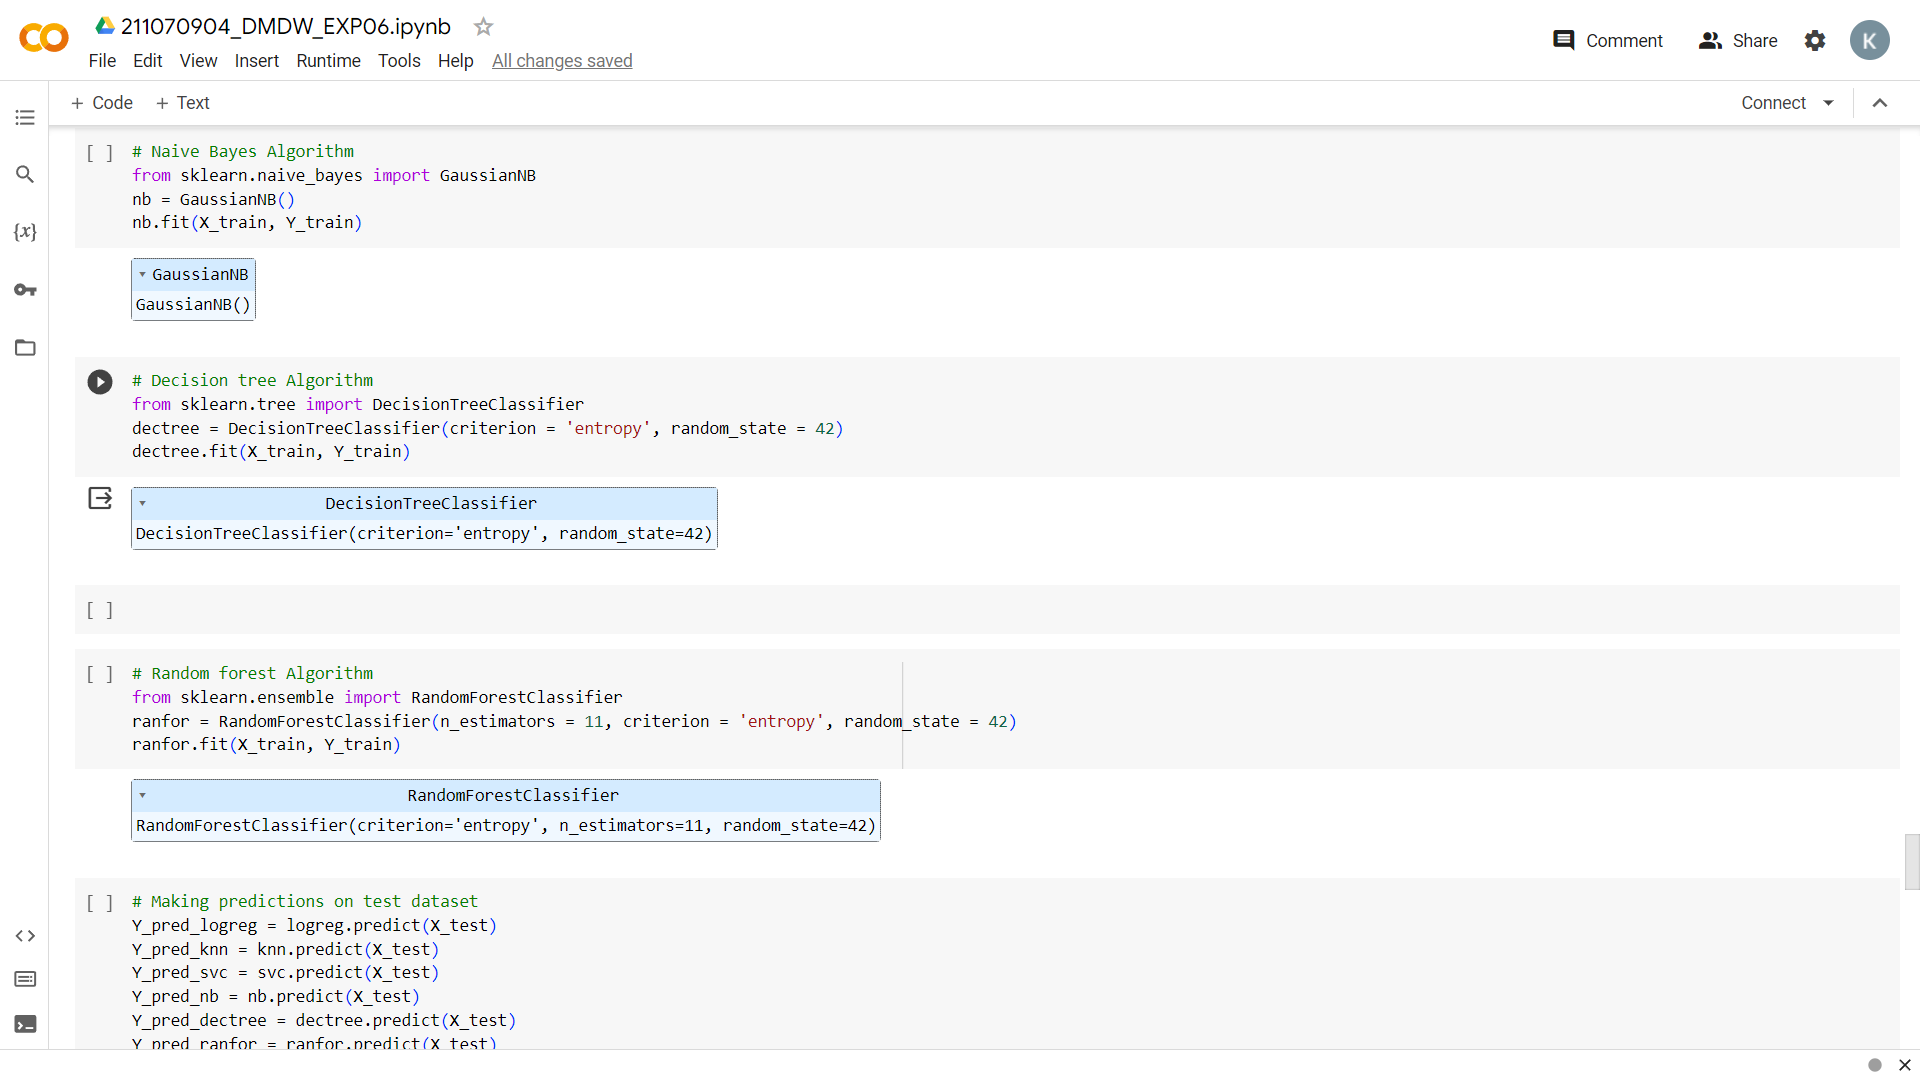 211070904_DMDW_EXP06.ipynb
File Edit View Insert Runtime Tools Help All changes saved
Comment Share K
+ Code + Text
Connect
{x}
[ ] # Naive Bayes Algorithm
from sklearn.naive_bayes import GaussianNB
nb = GaussianNB()
nb.fit(X_train, Y_train)
GaussianNB
GaussianNB()
# Decision tree Algorithm
from sklearn.tree import DecisionTreeClassifier
dectree = DecisionTreeClassifier(criterion = 'entropy', random_state = 42)
dectree.fit(X_train, Y_train)
DecisionTreeClassifier
DecisionTreeClassifier(criterion='entropy', random_state=42)
[ ]
[ ] # Random forest Algorithm
from sklearn.ensemble import RandomForestClassifier
ranfor = RandomForestClassifier(n_estimators = 11, criterion = 'entropy', random_state = 42)
ranfor.fit(X_train, Y_train)
RandomForestClassifier
RandomForestClassifier(criterion='entropy', n_estimators=11, random_state=42)
[ ] # Making predictions on test dataset
Y_pred_logreg = logreg.predict(X_test)
Y_pred_knn = knn.predict(X_test)
Y_pred_svc = svc.predict(X_test)
Y_pred_nb = nb.predict(X_test)
Y_pred_dectree = dectree.predict(X_test)
Y_pred_ranfor = ranfor.predict(X_test)